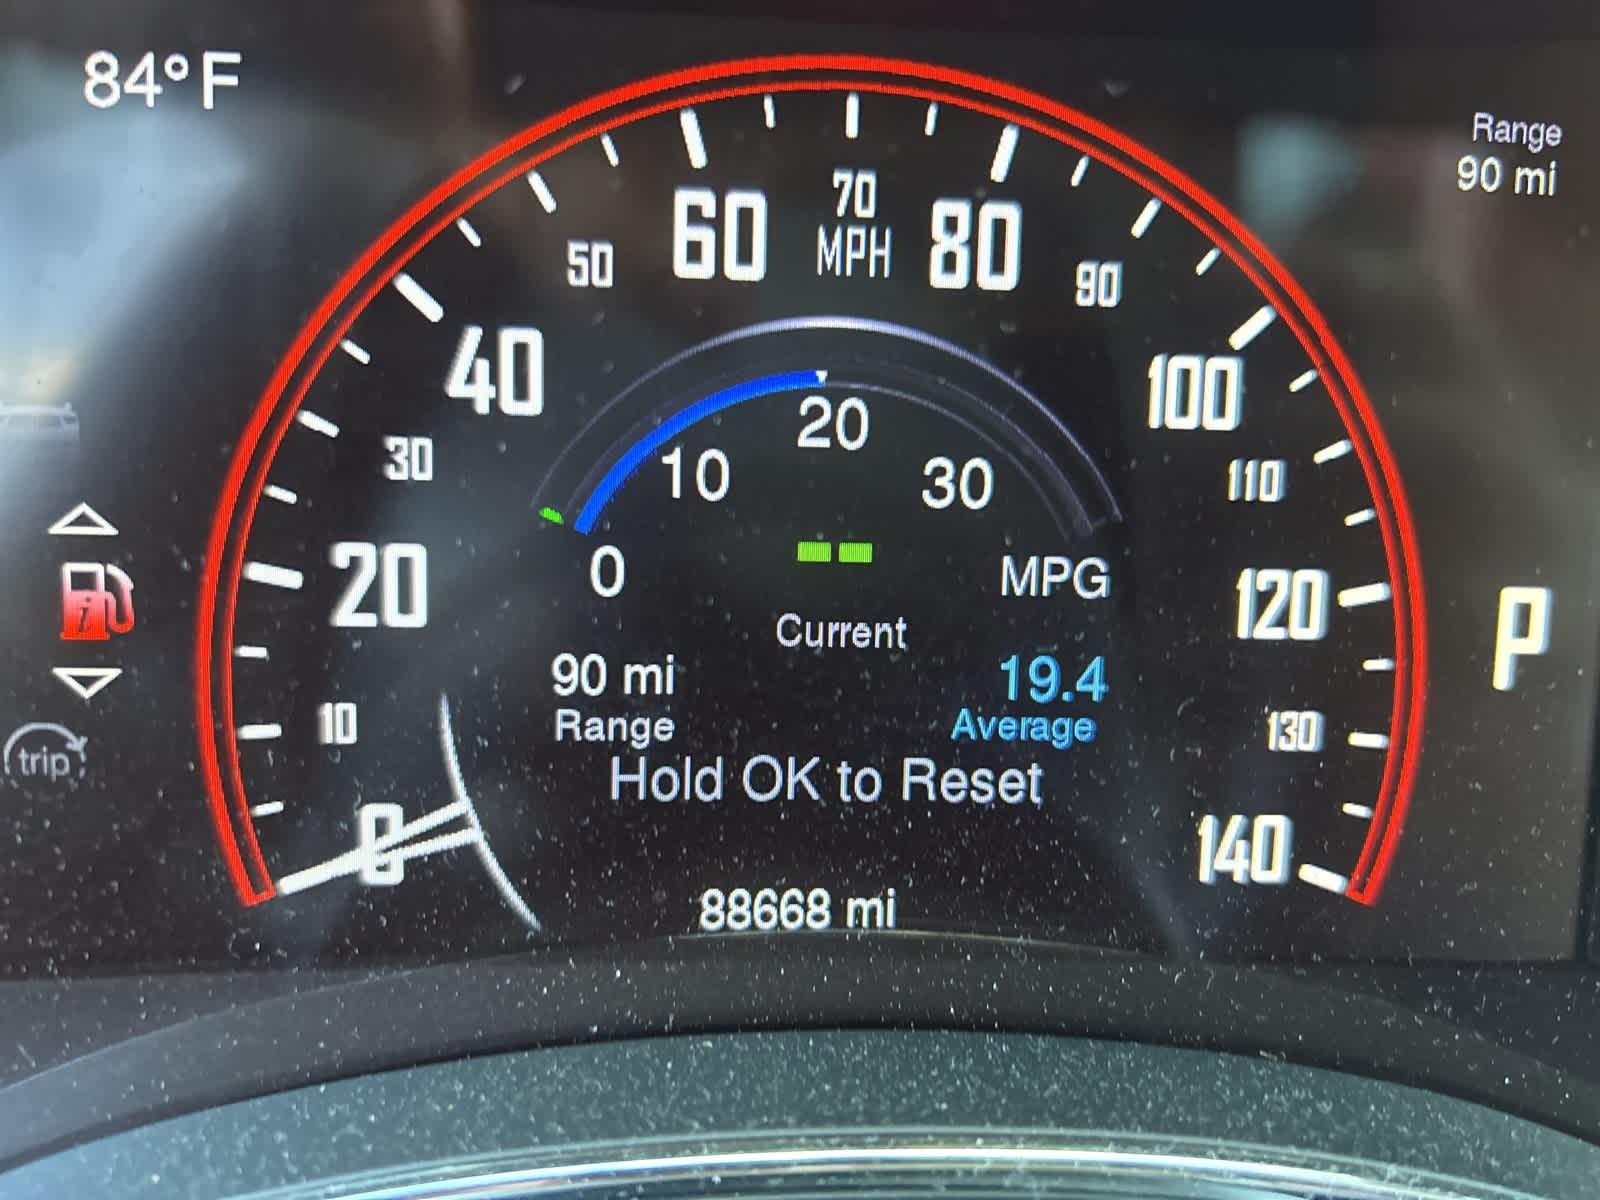 84°F
Range
90 mi
70
MPH
60
80
50
90
40
100
20
10
30
30
110
0
MPG
20
120
Current
90 mi
19.4
Range
Average
trip
10
130
Hold OK to Reset
0
140
88668 mi
P
i